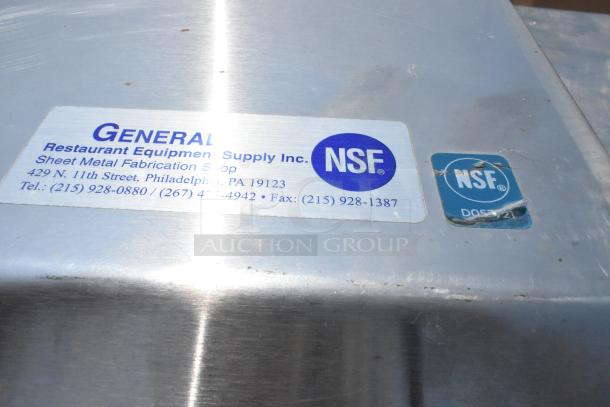 GENERAL
Restaurant Equipment Supply Inc.
Sheet Metal Fabrication Shop
429 N. 11th Street, Philadelphia, PA 19123
Tel.: (215) 928-0880 / (267) 4 -4942 • Fax: (215) 928-1387
NSF®
NSF®
PCI
AUCTION GROUP